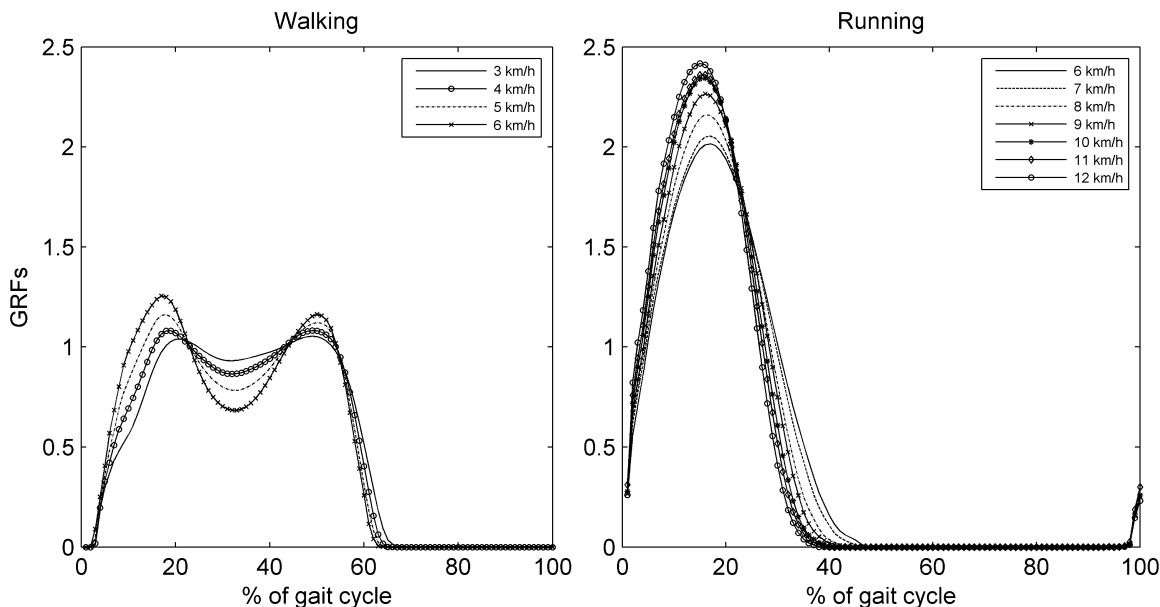 Walking
GRFs
2.5
2
1.5
1
0.5
0
0 20 40 60 80 100
% of gait cycle
3 km/h
4 km/h
5 km/h
6 km/h
Running
2.5
2
1.5
1
0.5
0
0 20 40 60 80 100
% of gait cycle
6 km/h
7 km/h
8 km/h
9 km/h
10 km/h
11 km/h
12 km/h